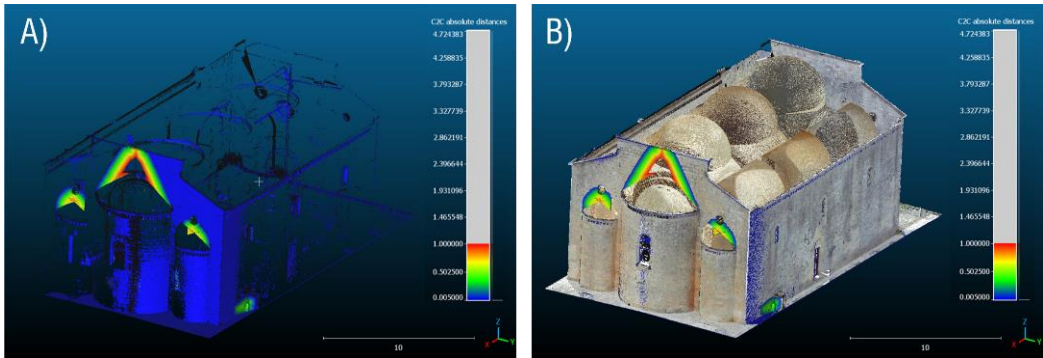 A)
C2C absolute distances
4.724383
4.258835
3.793287
3.327739
2.862191
2.396644
1.931096
1.465548
1.000000
0.502500
0.005000
10
Z
X
Y
B)
C2C absolute distances
4.724383
4.258835
3.793287
3.327739
2.862191
2.396644
1.931096
1.465548
1.000000
0.502500
0.005000
10
Z
X
Y